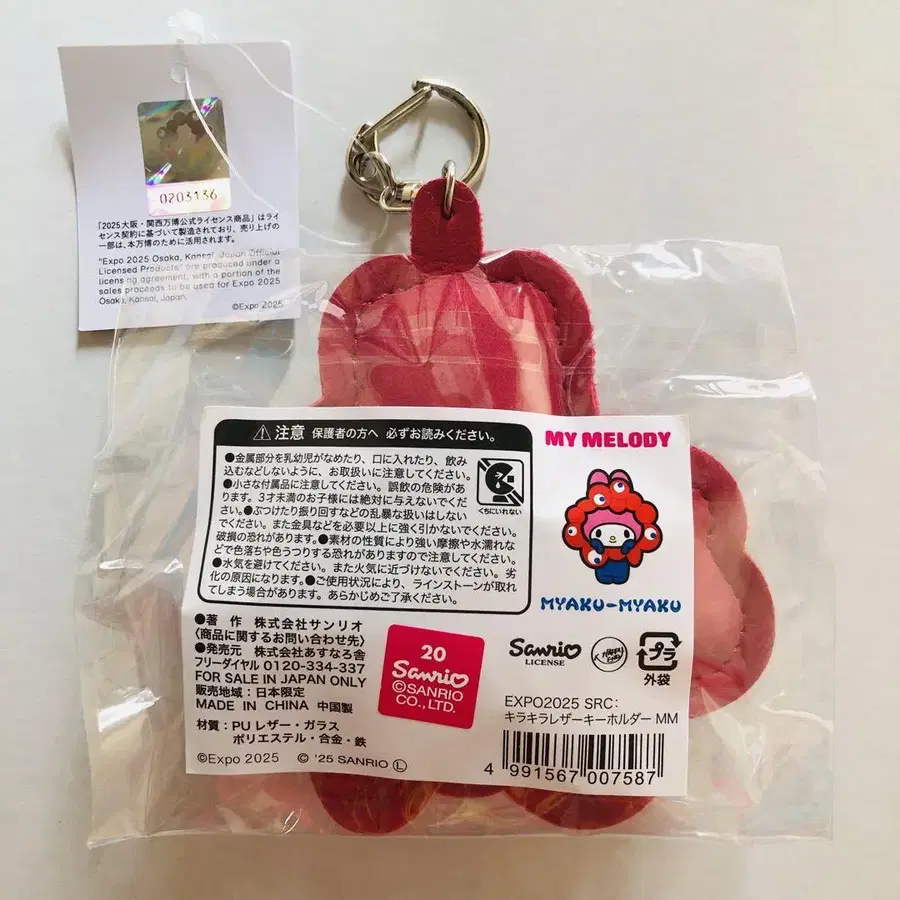 0203136
「2025大阪・関西万博公式ライセンス商品」はライ
センス契約に基づいて製造されており、売り上げの
一部は、本万博のために活用されます。
"Expo 2025 Osaka, Kansai, Japan Official
Licensed Products" are produced under a
licensing agreement, with a portion of the
sales proceeds to be used for Expo 2025
Osaka, Kansai, Japan.
©Expo 2025
⚠注意 保護者の方へ 必ずお読みください。
●金属部分を乳幼児がなめたり、口に入れたり、飲み
込むなどしないように、お取扱いに注意してください。
●小さな付属品に注意してください。誤飲の危険があ
ります。3才未満のお子様には絶対に与えないでくだ
さい。●ぶつけたり振り回すなどの乱暴な扱いはしない
でください。また金具などを必要以上に強く引かないでください。
破損の恐れがあります。●素材の性質により強い摩擦や水濡れな
どで色落ちや色うつりする恐れがありますので注意してください。
●水気を避けてください。また火気に近づけないでください。劣
化の原因になります。●ご使用状況により、ラインストーンが取れ
てしまう場合があります。あらかじめご了承ください。
くちにいれない
MY MELODY
MYAKU-MYAKU
●著 作 株式会社サンリオ
〈商品に関するお問い合わせ先〉
●発売元 株式会社あすなろ舎
フリーダイヤル 0120-334-337
FOR SALE IN JAPAN ONLY
販売地域：日本限定
MADE IN CHINA 中国製
材質：PU レザー・ガラス
ポリエステル・合金・鉄
©Expo 2025 © '25 SANRIO Ⓛ
20
Sanrio
©SANRIO
CO., LTD.
Sanrio
LICENSE
プラ
外袋
EXPO2025 SRC：
キラキラレザーキーホルダー MM
4 991567 007587